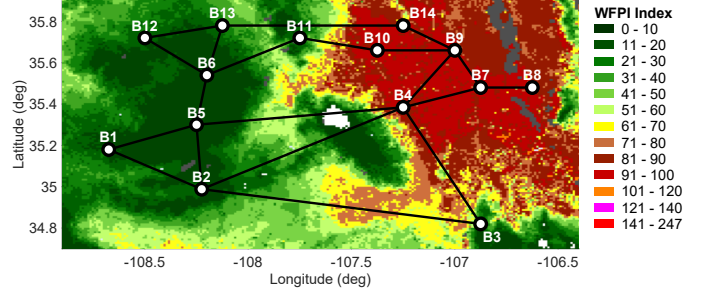 WFPI Index
0 - 10
11 - 20
21 - 30
31 - 40
41 - 50
51 - 60
61 - 70
71 - 80
81 - 90
91 - 100
101 - 120
121 - 140
141 - 247
Latitude (deg)
35.8
35.6
35.4
35.2
35
34.8
B12
B13
B11
B14
B10
B9
B6
B7
B8
B4
B5
B1
B2
B3
-108.5
-108
-107.5
-107
-106.5
Longitude (deg)